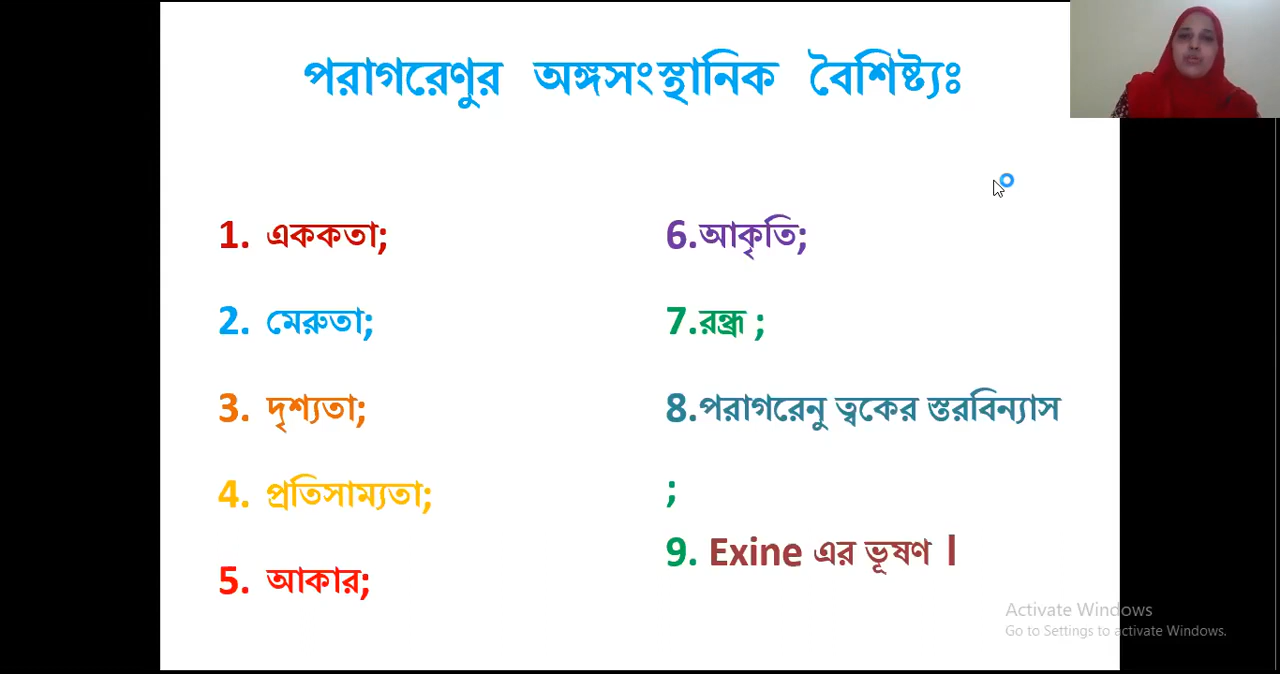 পরাগরেণুর অঙ্গসংস্থানিক বৈশিষ্ট্যঃ
1. এককতা;
2. মেরুতা;
3. দৃশ্যতা;
4. প্রতিসাম্যতা;
5. আকার;
6.আকৃতি;
7.রন্ধ্র ;
8.পরাগরেনু ত্বকের স্তরবিন্যাস
;
9. Exine এর ভূষণ ।
Activate Windows
Go to Settings to activate Windows.